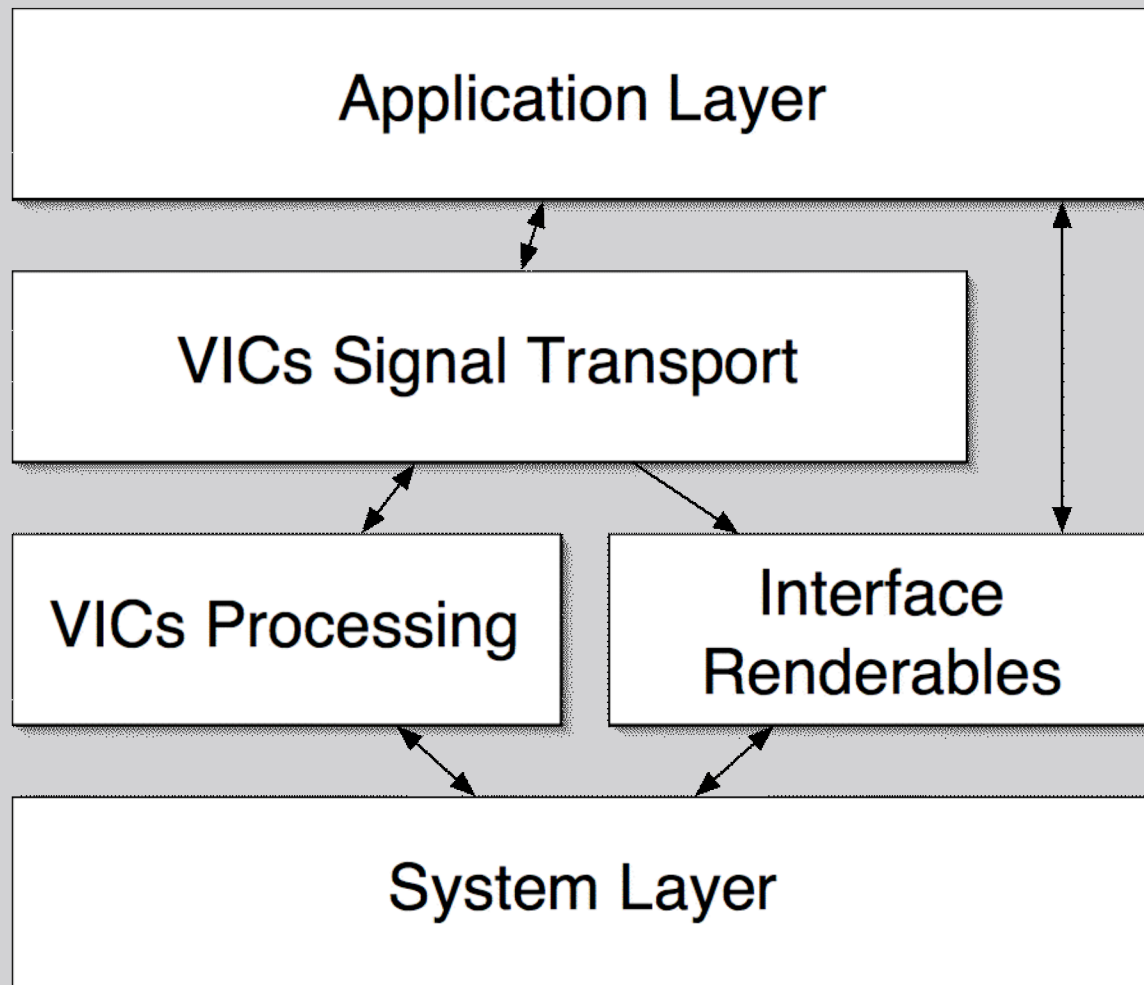 Application Layer
VICs Signal Transport
VICs Processing
Interface
Renderables
System Layer